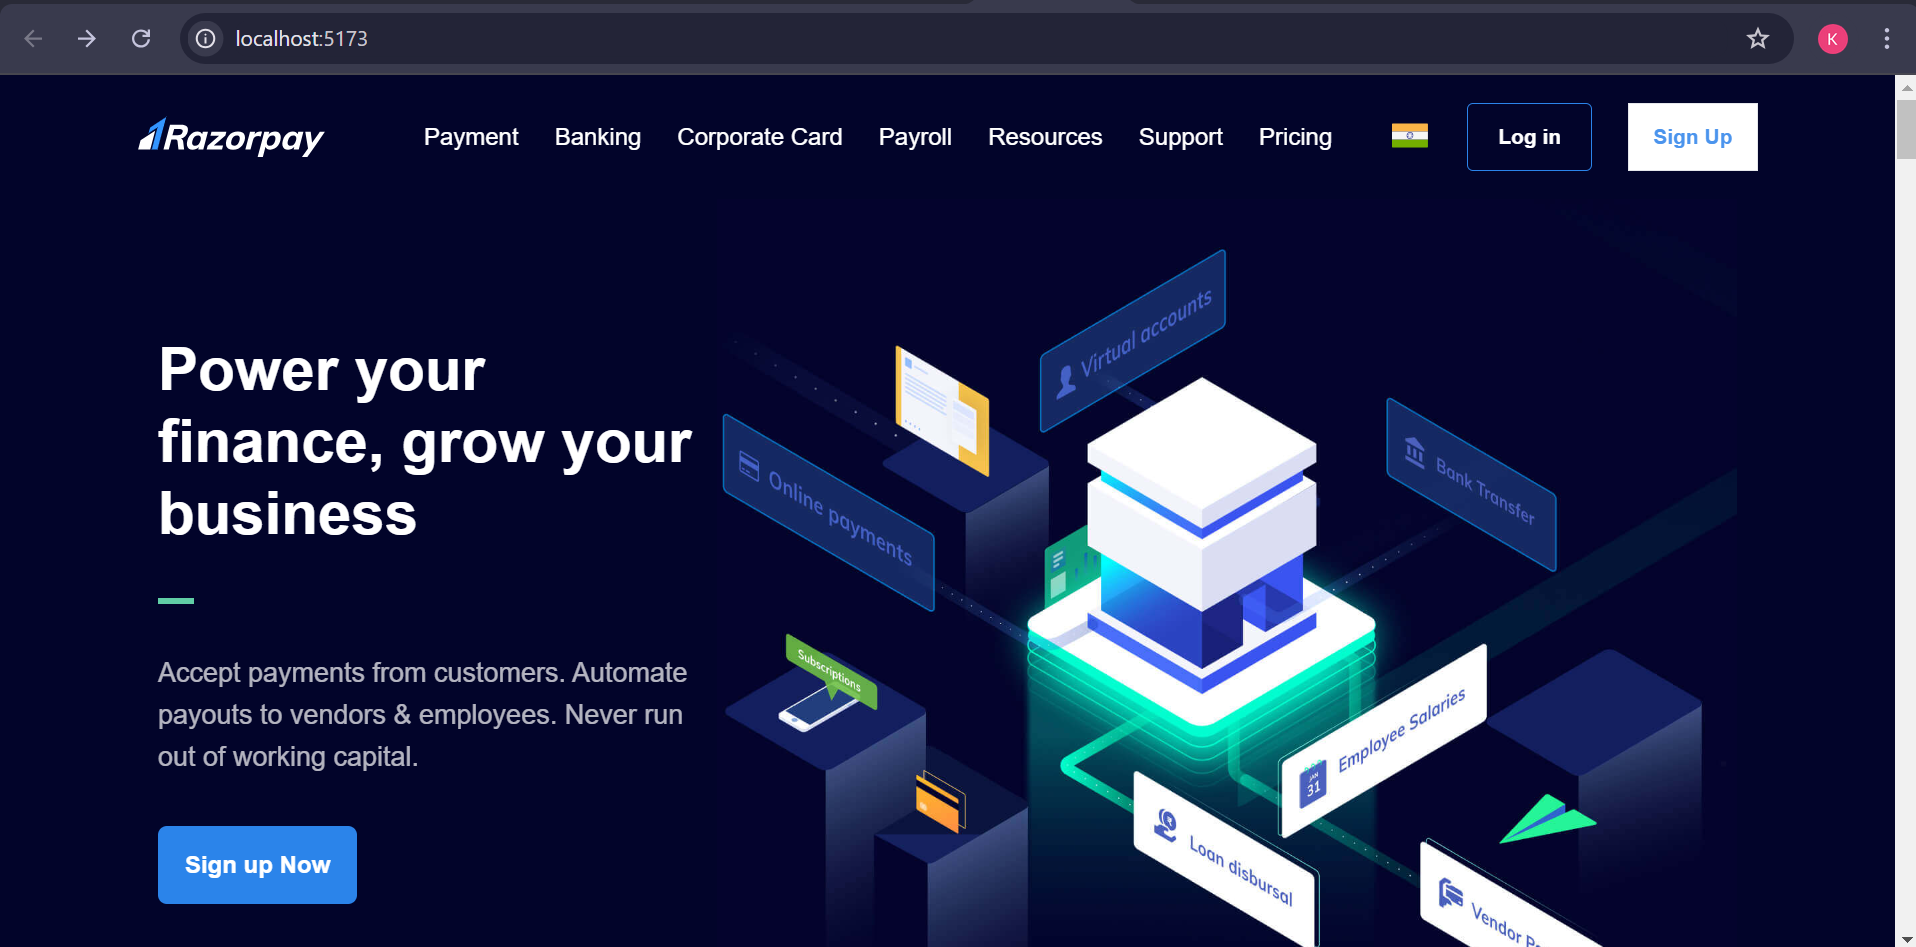 localhost:5173
K
Razorpay
Payment Banking Corporate Card Payroll Resources Support Pricing Log in Sign Up
Power your
finance, grow your
business
Accept payments from customers. Automate
payouts to vendors & employees. Never run
out of working capital.
Sign up Now
Virtual accounts
Online payments
Bank Transfer
Subscriptions
Employee Salaries
JAN
31
Loan disbursal
Vendor